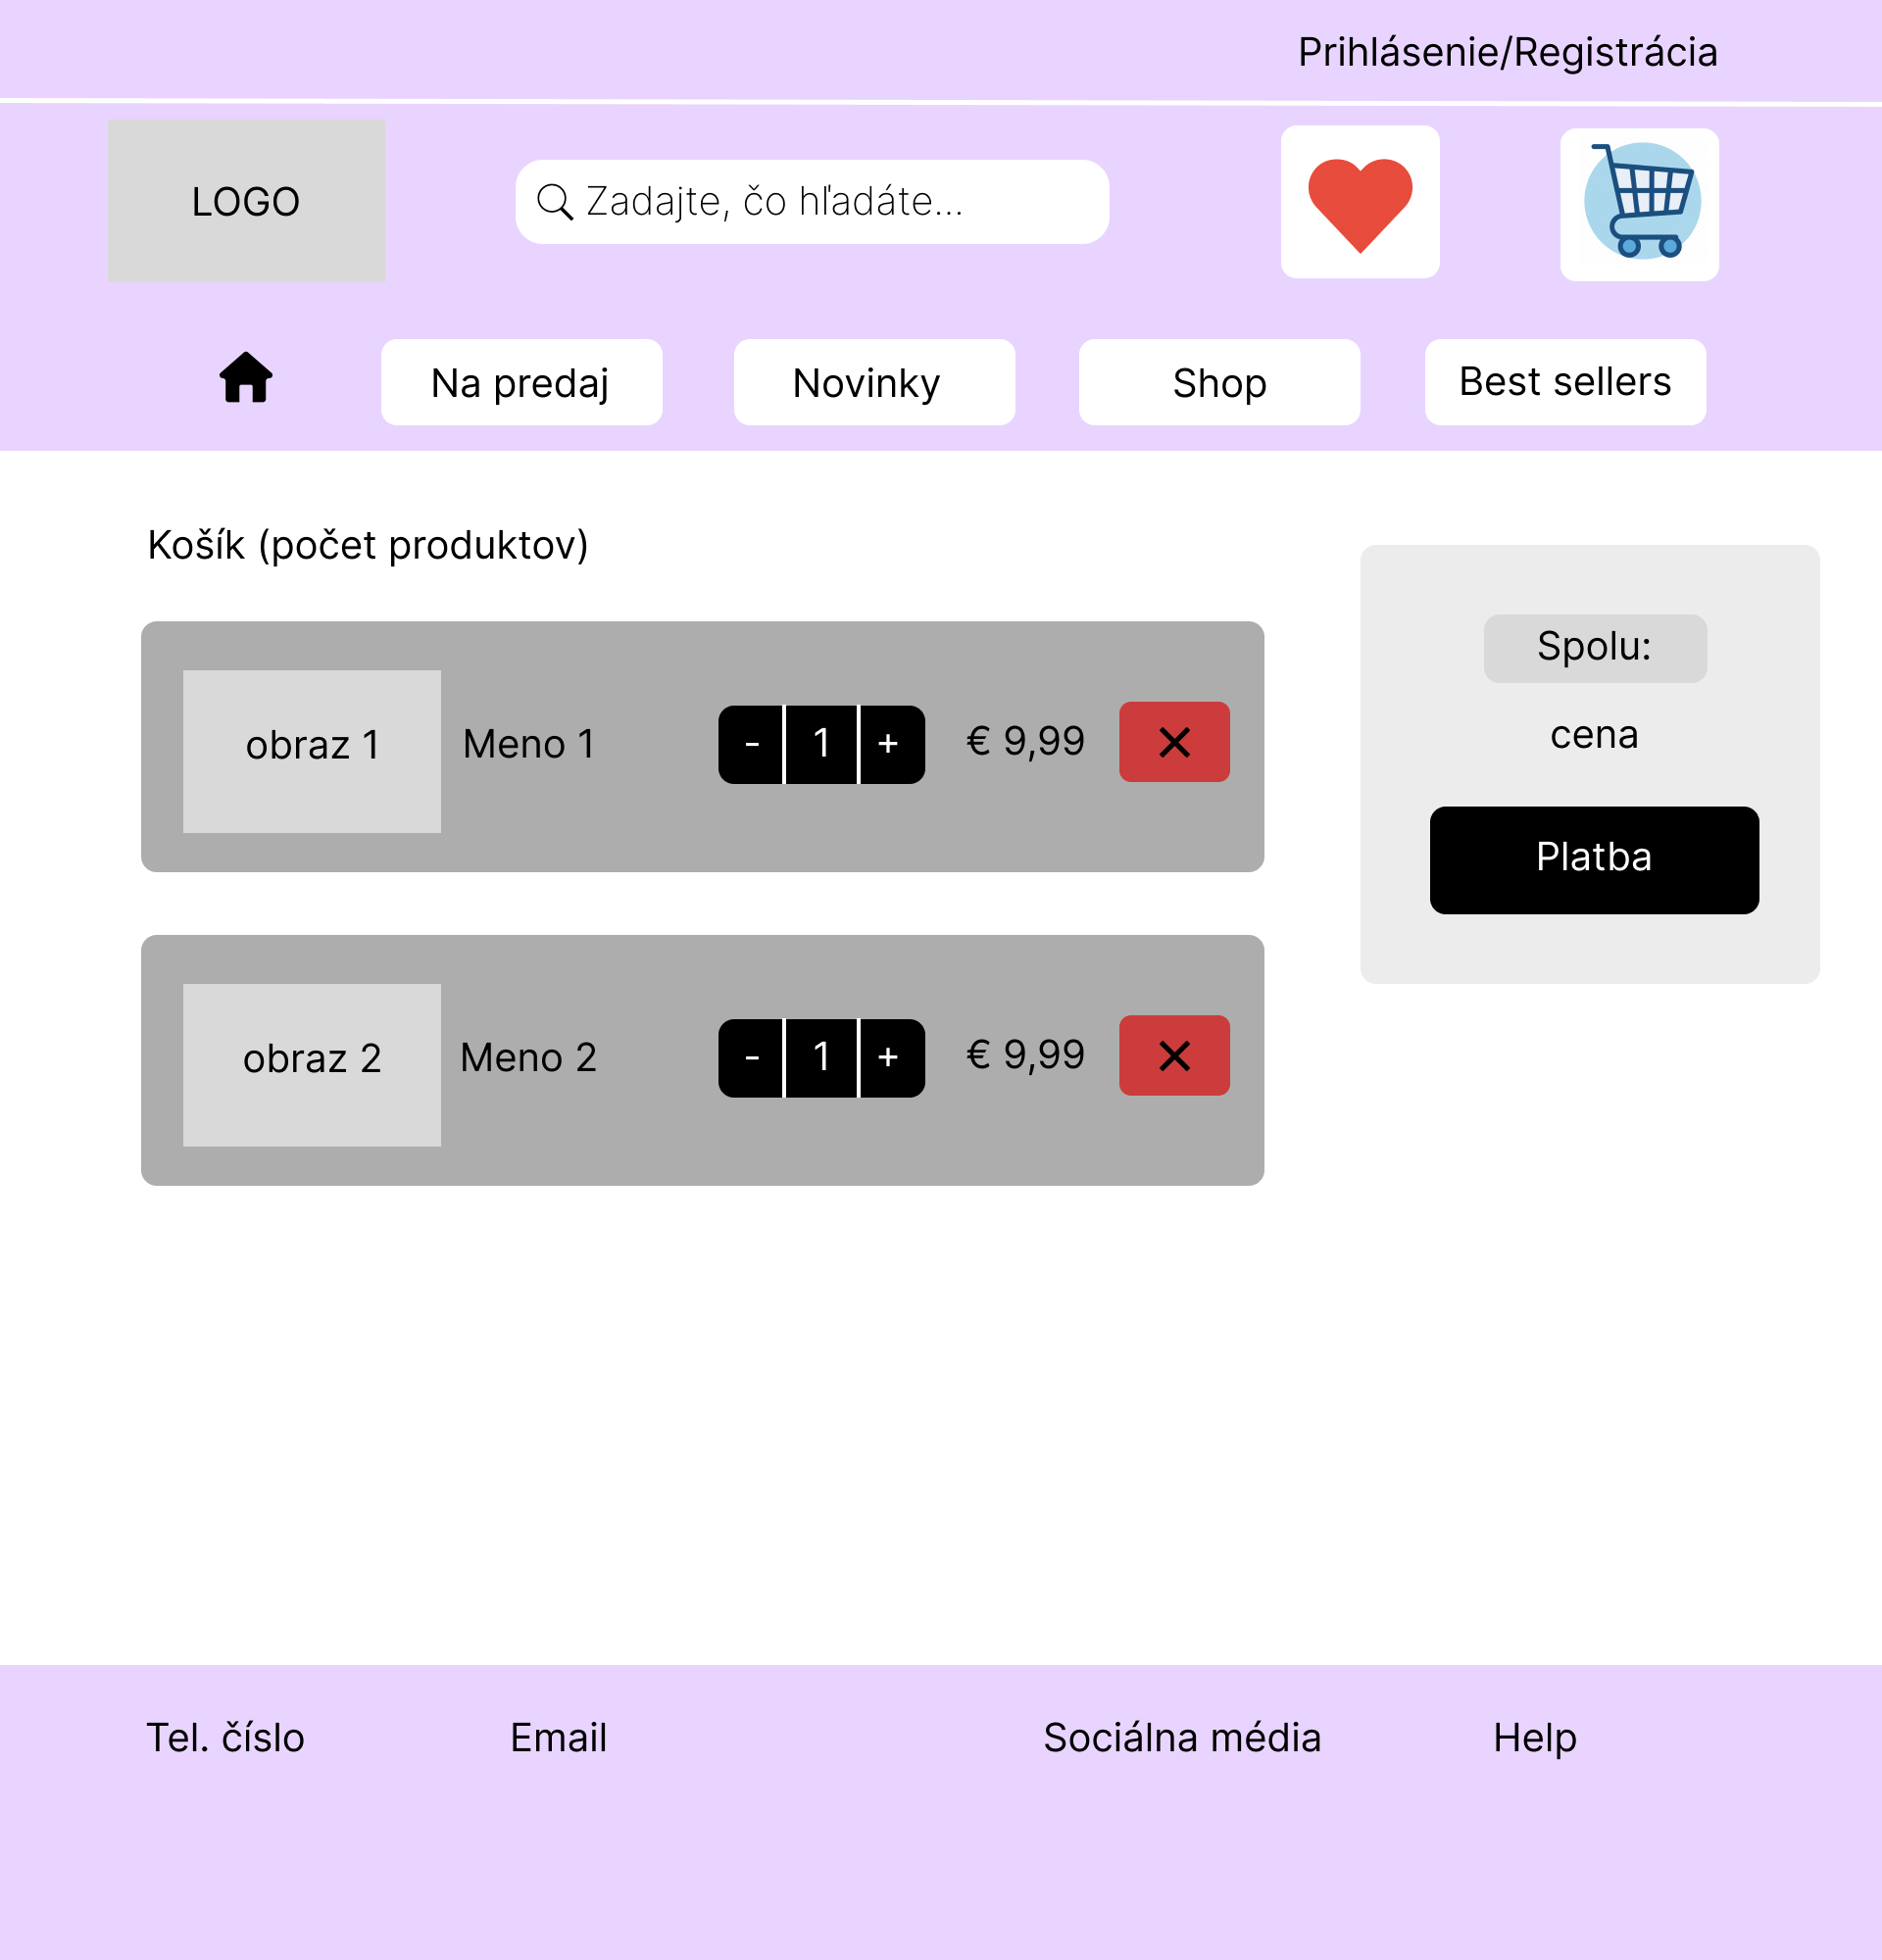 Prihlásenie/Registrácia
LOGO
Zadajte, čo hľadáte...
Na predaj
Novinky
Shop
Best sellers
Košík (počet produktov)
obraz 1
Meno 1
- 1 +
€ 9,99
Spolu:
cena
Platba
obraz 2
Meno 2
- 1 +
€ 9,99
Tel. číslo
Email
Sociálna média
Help